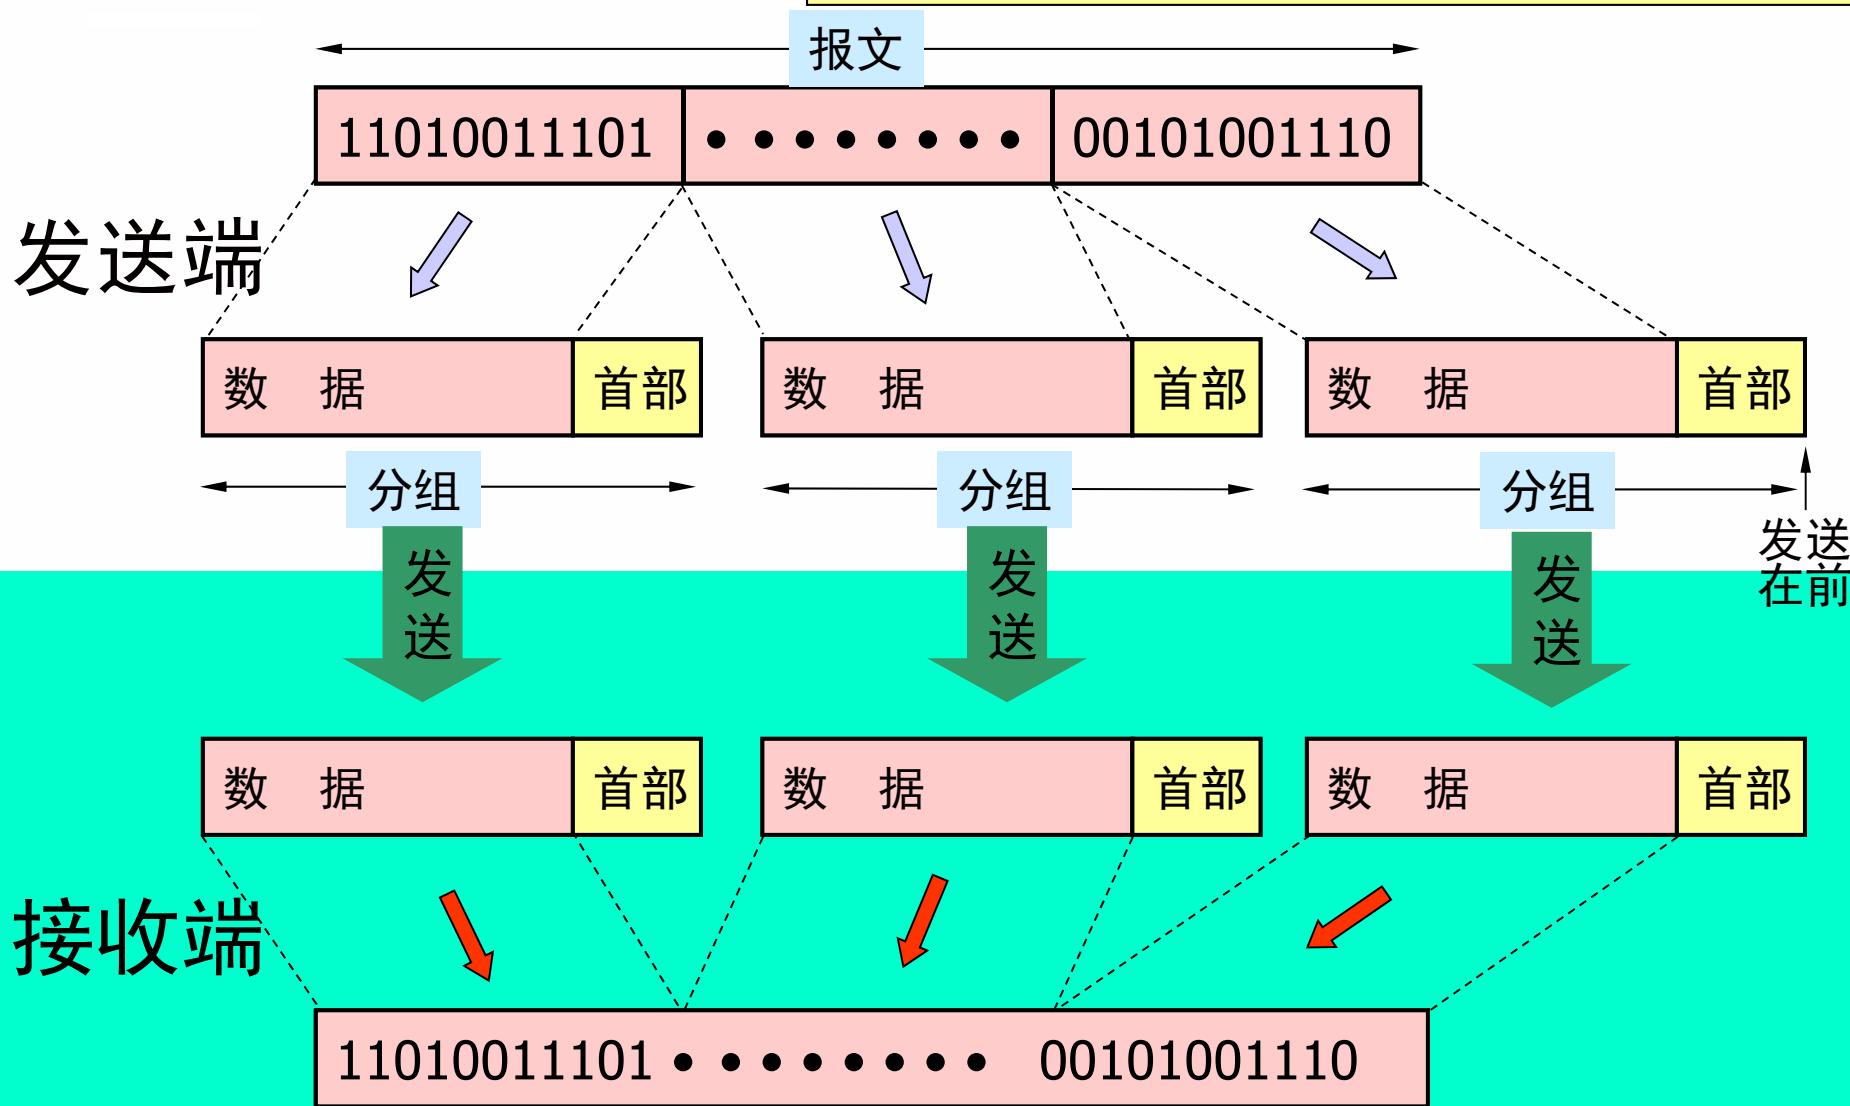 报文
11010011101 • • • • • • • • 00101001110
发送端
数 据 首部 数 据 首部 数 据 首部
分组 分组 分组
发送 发送 发送
发送
在前
数 据 首部 数 据 首部 数 据 首部
接收端
11010011101 • • • • • • • • 00101001110